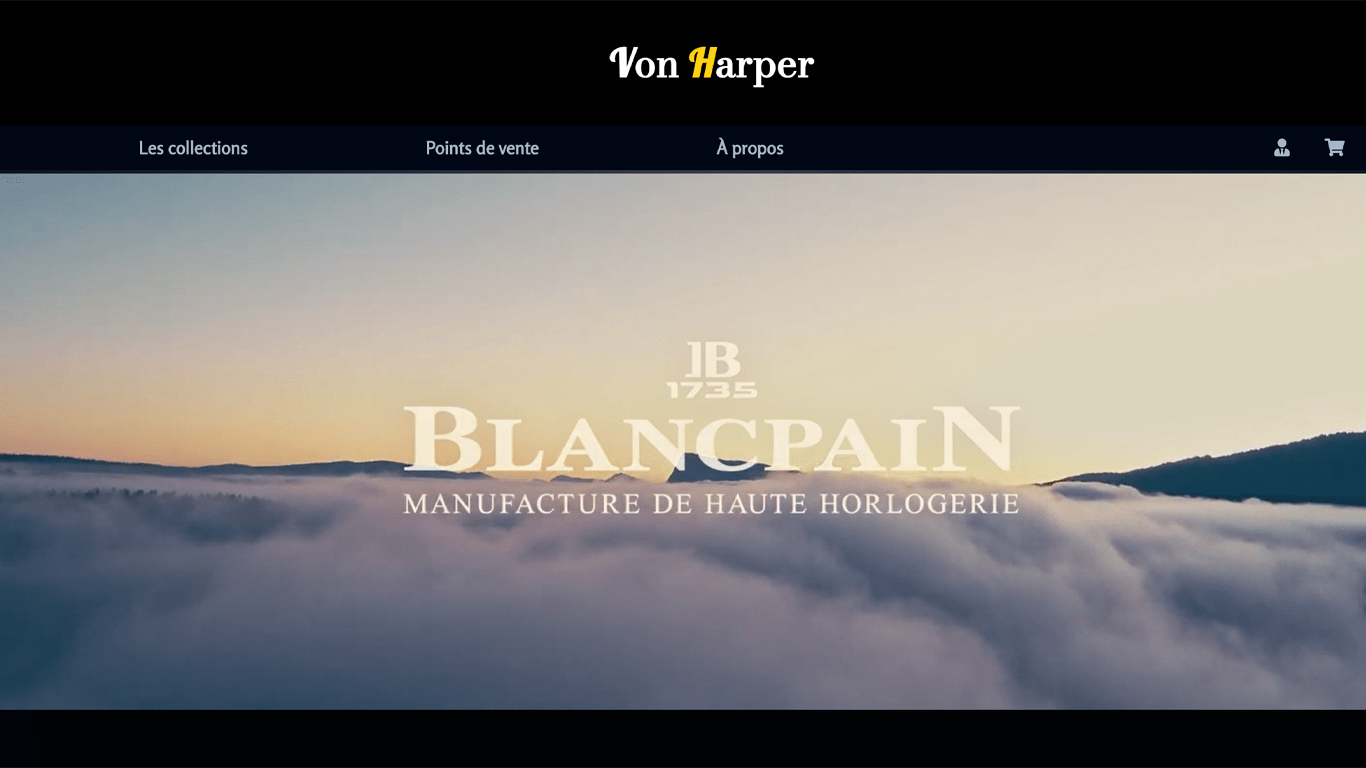 Von Harper
Les collections
Points de vente
À propos
JB
1735
BLANCPAIN
MANUFACTURE DE HAUTE HORLOGERIE